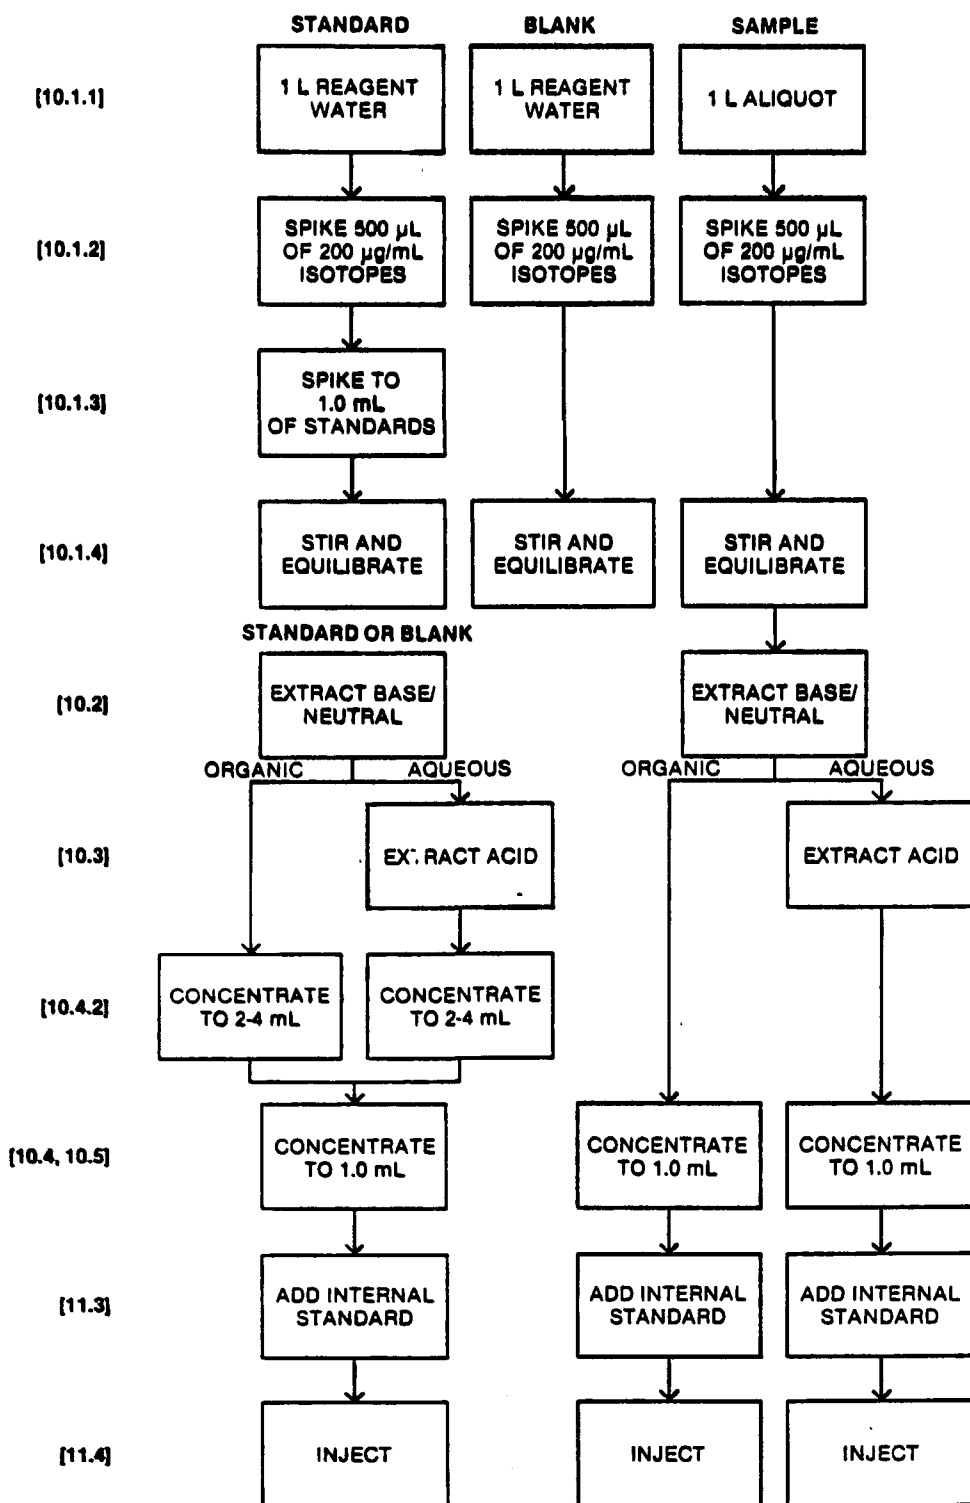 STANDARD BLANK SAMPLE
[10.1.1]
1 L REAGENT
WATER
1 L REAGENT
WATER
1 L ALIQUOT
[10.1.2]
SPIKE 500 µL
OF 200 µg/mL
ISOTOPES
SPIKE 500 µL
OF 200 µg/mL
ISOTOPES
SPIKE 500 µL
OF 200 µg/mL
ISOTOPES
[10.1.3]
SPIKE TO
1.0 mL
OF STANDARDS
[10.1.4]
STIR AND
EQUILIBRATE
STIR AND
EQUILIBRATE
STIR AND
EQUILIBRATE
STANDARD OR BLANK
[10.2]
EXTRACT BASE/
NEUTRAL
EXTRACT BASE/
NEUTRAL
ORGANIC AQUEOUS ORGANIC AQUEOUS
[10.3]
EXTRACT ACID
EXTRACT ACID
[10.4.2]
CONCENTRATE
TO 2-4 mL
CONCENTRATE
TO 2-4 mL
[10.4, 10.5]
CONCENTRATE
TO 1.0 mL
CONCENTRATE
TO 1.0 mL
CONCENTRATE
TO 1.0 mL
[11.3]
ADD INTERNAL
STANDARD
ADD INTERNAL
STANDARD
ADD INTERNAL
STANDARD
[11.4]
INJECT
INJECT
INJECT